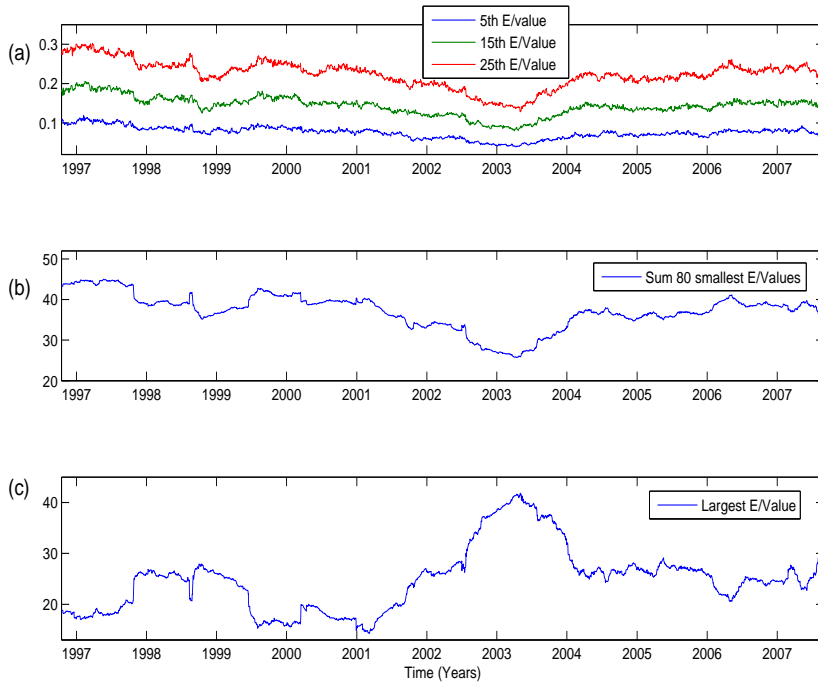 (a)
5th E/value
15th E/Value
25th E/Value
0.3
0.2
0.1
1997 1998 1999 2000 2001 2002 2003 2004 2005 2006 2007
(b)
Sum 80 smallest E/Values
50
40
30
20
1997 1998 1999 2000 2001 2002 2003 2004 2005 2006 2007
(c)
Largest E/Value
40
30
20
1997 1998 1999 2000 2001 2002 2003 2004 2005 2006 2007
Time (Years)